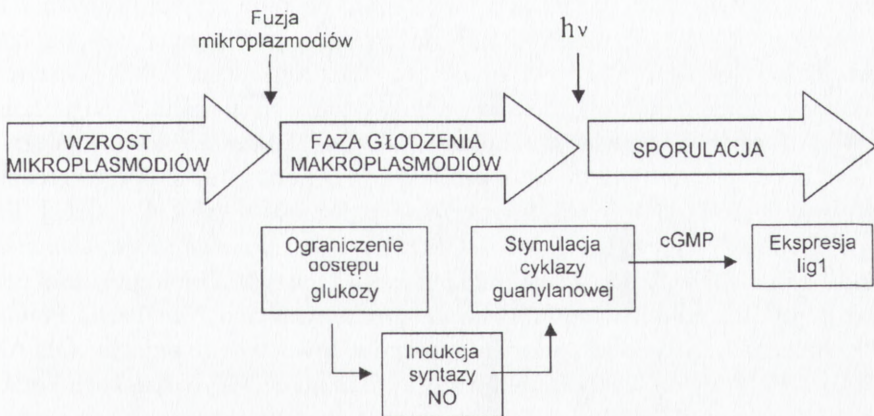 Fuzja
mikroplazmodiów
hν
WZROST
MIKROPLASMODIÓW
FAZA GŁODZENIA
MAKROPLASMODIÓW
SPORULACJA
Ograniczenie
dostępu
glukozy
Stymulacja
cyklazy
guanylanowej
cGMP
Ekspresja
lig1
Indukcja
syntazy
NO